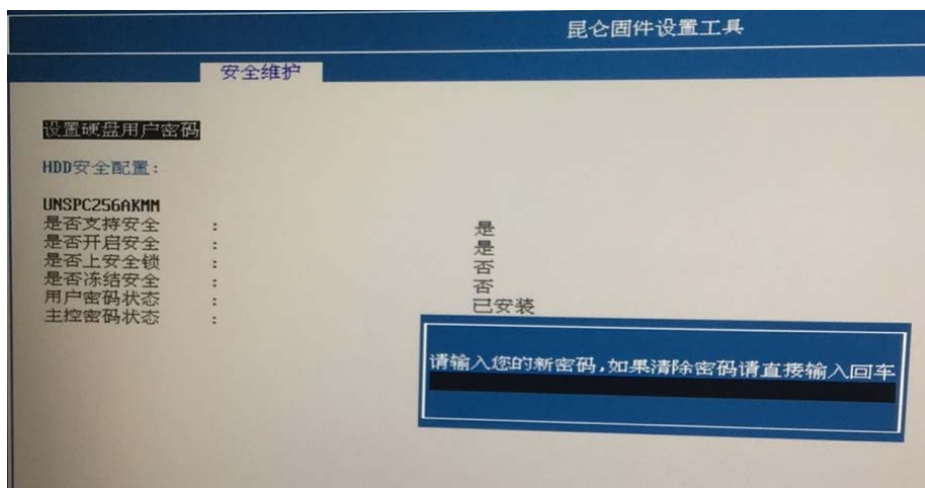 昆仑固件设置工具
安全维护
设置硬盘用户密码
HDD安全配置:
UNSPC256AKMM
是否支持安全 : 是
是否开启安全 : 是
是否上安全锁 : 否
是否冻结安全 : 否
用户密码状态 : 已安装
主控密码状态 :
请输入您的新密码,如果清除密码请直接输入回车